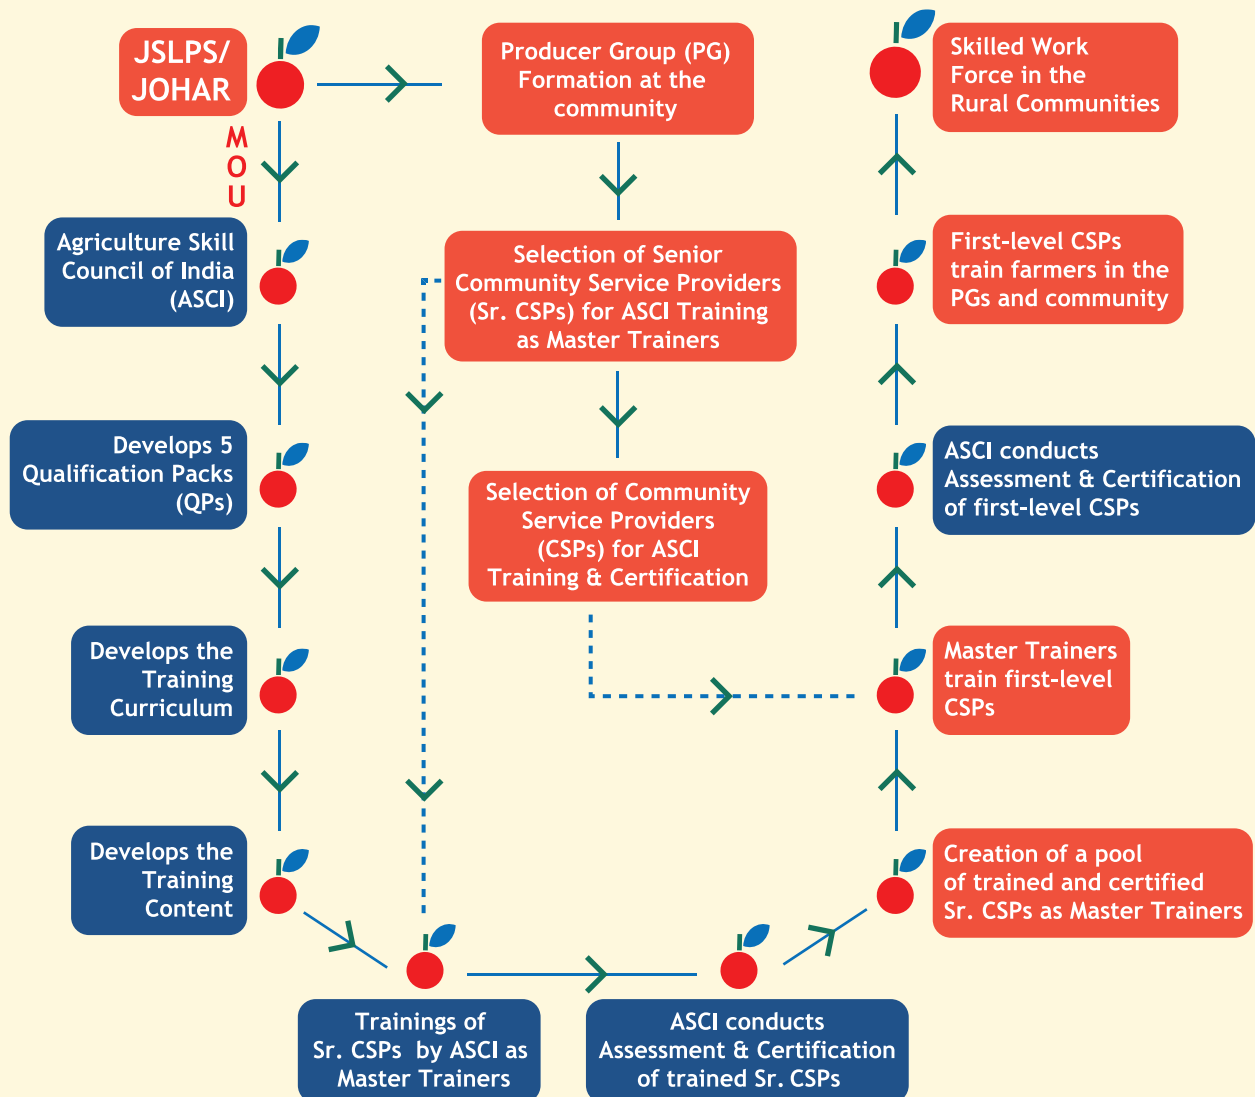 JSLPS/
JOHAR
M
O
U
Agriculture Skill
Council of India
(ASCI)
Develops 5
Qualification Packs
(QPs)
Develops the
Training
Curriculum
Develops the
Training
Content
Producer Group (PG)
Formation at the
community
Selection of Senior
Community Service Providers
(Sr. CSPs) for ASCI Training
as Master Trainers
Selection of Community
Service Providers
(CSPs) for ASCI
Training & Certification
Trainings of
Sr. CSPs by ASCI as
Master Trainers
ASCI conducts
Assessment & Certification
of trained Sr. CSPs
Skilled Work
Force in the
Rural Communities
First-level CSPs
train farmers in the
PGs and community
ASCI conducts
Assessment & Certification
of first-level CSPs
Master Trainers
train first-level
CSPs
Creation of a pool
of trained and certified
Sr. CSPs as Master Trainers